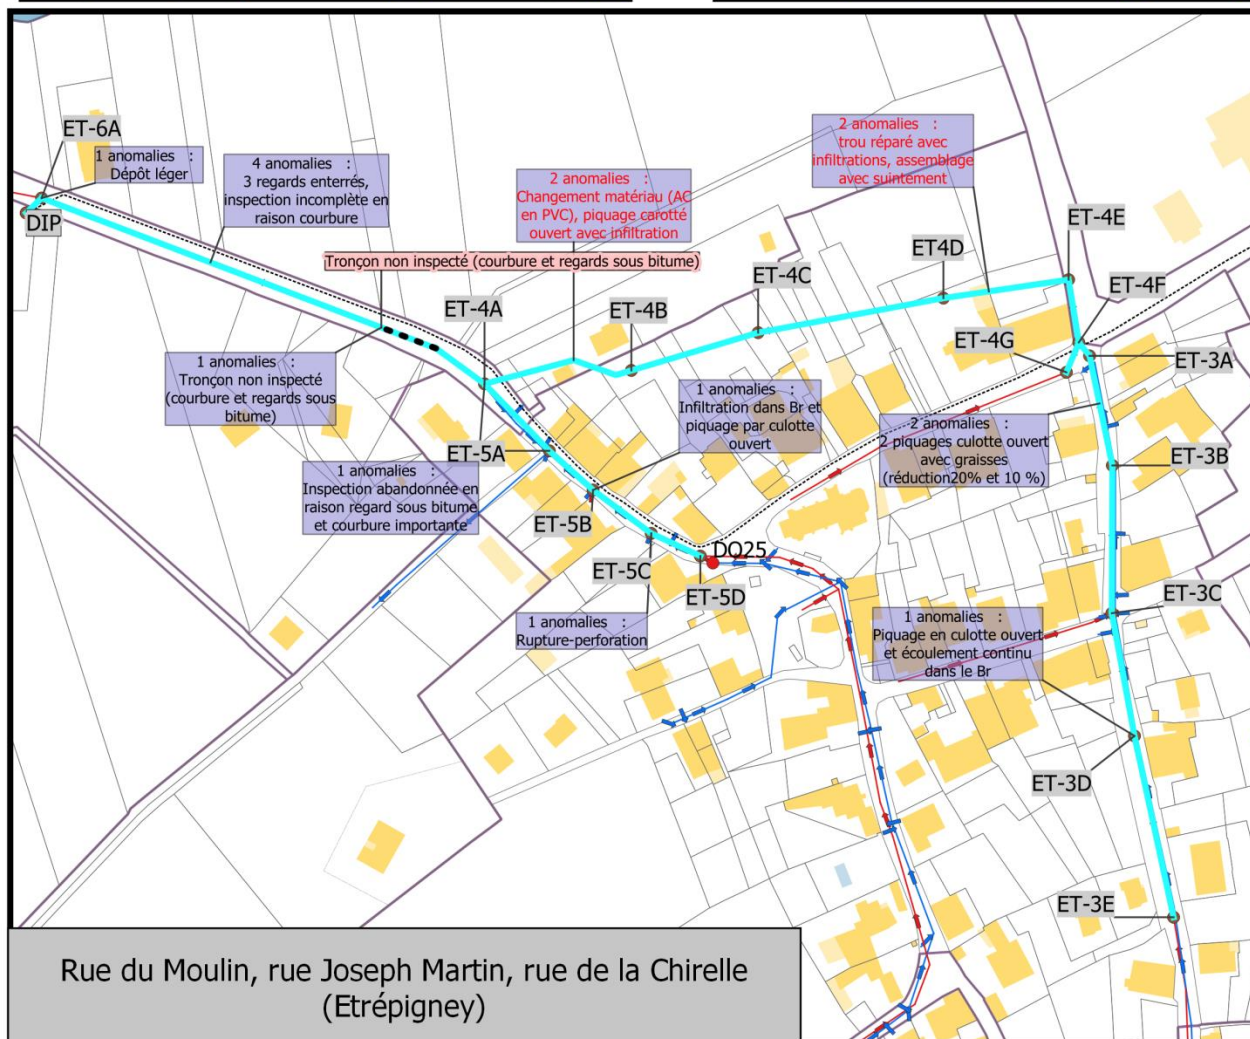 ET-6A
1 anomalies :
Dépôt léger
DIP
4 anomalies :
3 regards enterrés,
inspection incomplète en
raison courbure
2 anomalies :
Changement matériau (AC
en PVC), piquage carotté
ouvert avec infiltration
2 anomalies :
trou réparé avec
infiltrations, assemblage
avec suintement
Tronçon non inspecté (courbure et regards sous bitume)
ET-4E
ET4D
ET-4C
ET-4F
ET-4A
ET-4B
ET-4G
ET-3A
1 anomalies :
Tronçon non inspecté
(courbure et regards sous
bitume)
1 anomalies :
Infiltration dans Br et
piquage par culotte
ouvert
2 anomalies :
2 piquages culotte ouvert
avec graisses
(réduction20% et 10 %)
ET-5A
ET-3B
1 anomalies :
Inspection abandonnée en
raison regard sous bitume
et courbure importante
ET-5B
DO25
ET-5C
ET-5D
ET-3C
1 anomalies :
Rupture-perforation
1 anomalies :
Piquage en culotte ouvert
et écoulement continu
dans le Br
ET-3D
ET-3E
Rue du Moulin, rue Joseph Martin, rue de la Chirelle
(Etrépigney)